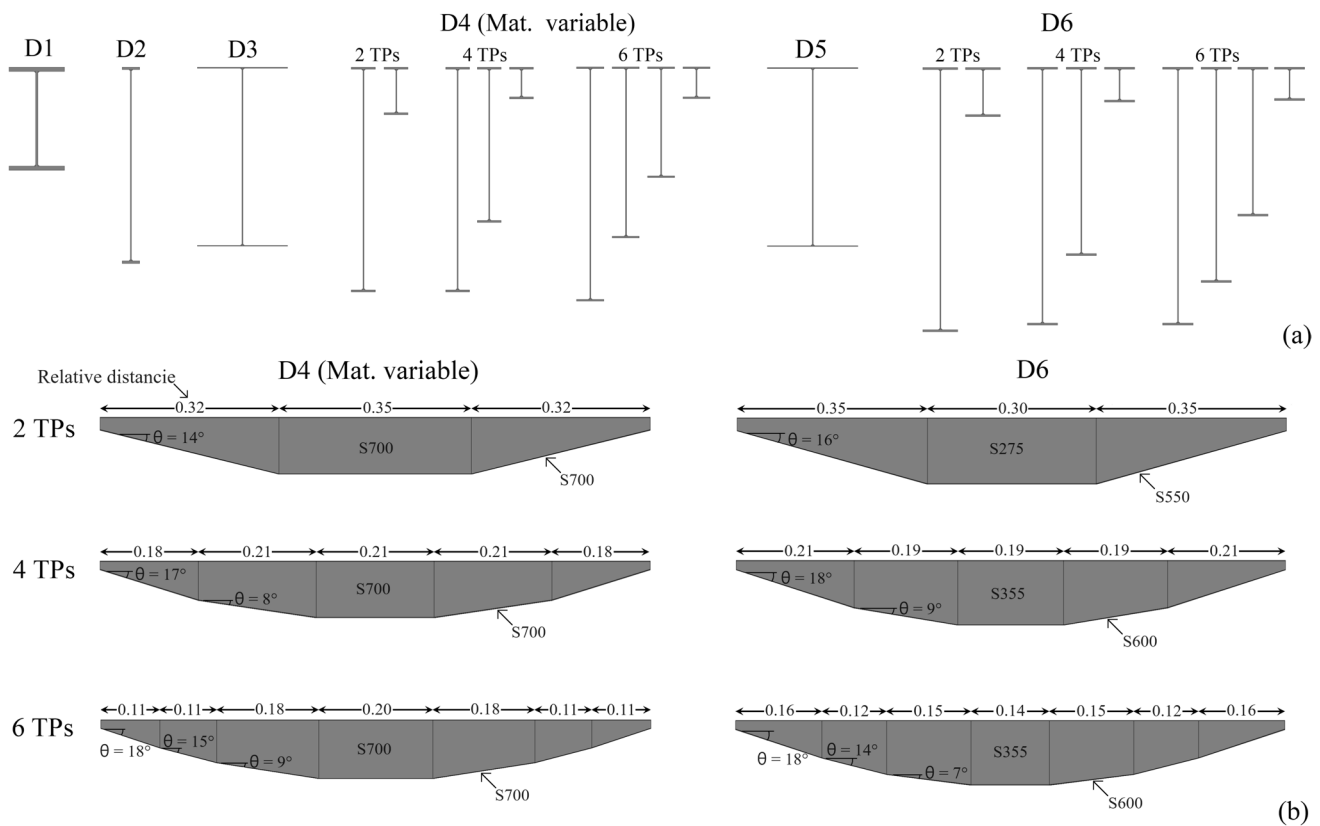 D4 (Mat. variable) D6
D1 D2 D3 2 TPs 4 TPs 6 TPs D5 2 TPs 4 TPs 6 TPs
(a)
D4 (Mat. variable) D6
Relative distancie
2 TPs
0.32 0.35 0.32
θ = 14°
S700
S700
0.35 0.30 0.35
θ = 16°
S275
S550
4 TPs
0.18 0.21 0.21 0.21 0.18
θ = 17°
θ = 8°
S700
S700
0.21 0.19 0.19 0.19 0.21
θ = 18°
θ = 9°
S355
S600
6 TPs
0.11 0.11 0.18 0.20 0.18 0.11 0.11
θ = 18°
θ = 15°
θ = 9°
S700
S700
0.16 0.12 0.15 0.14 0.15 0.12 0.16
θ = 18°
θ = 14°
θ = 7°
S355
S600
(b)